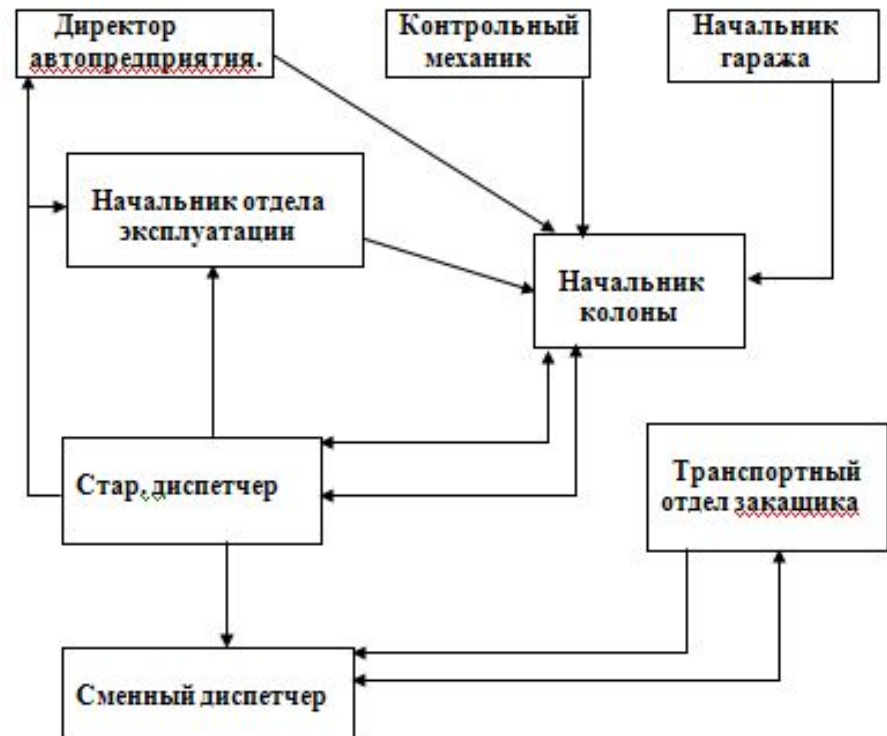 Директор
автопредприятия.
Контрольный
механик
Начальник
гаража
Начальник отдела
эксплуатации
Начальник
колоны
Стар, диспетчер
Транспортный
отдел закащика
Сменный диспетчер